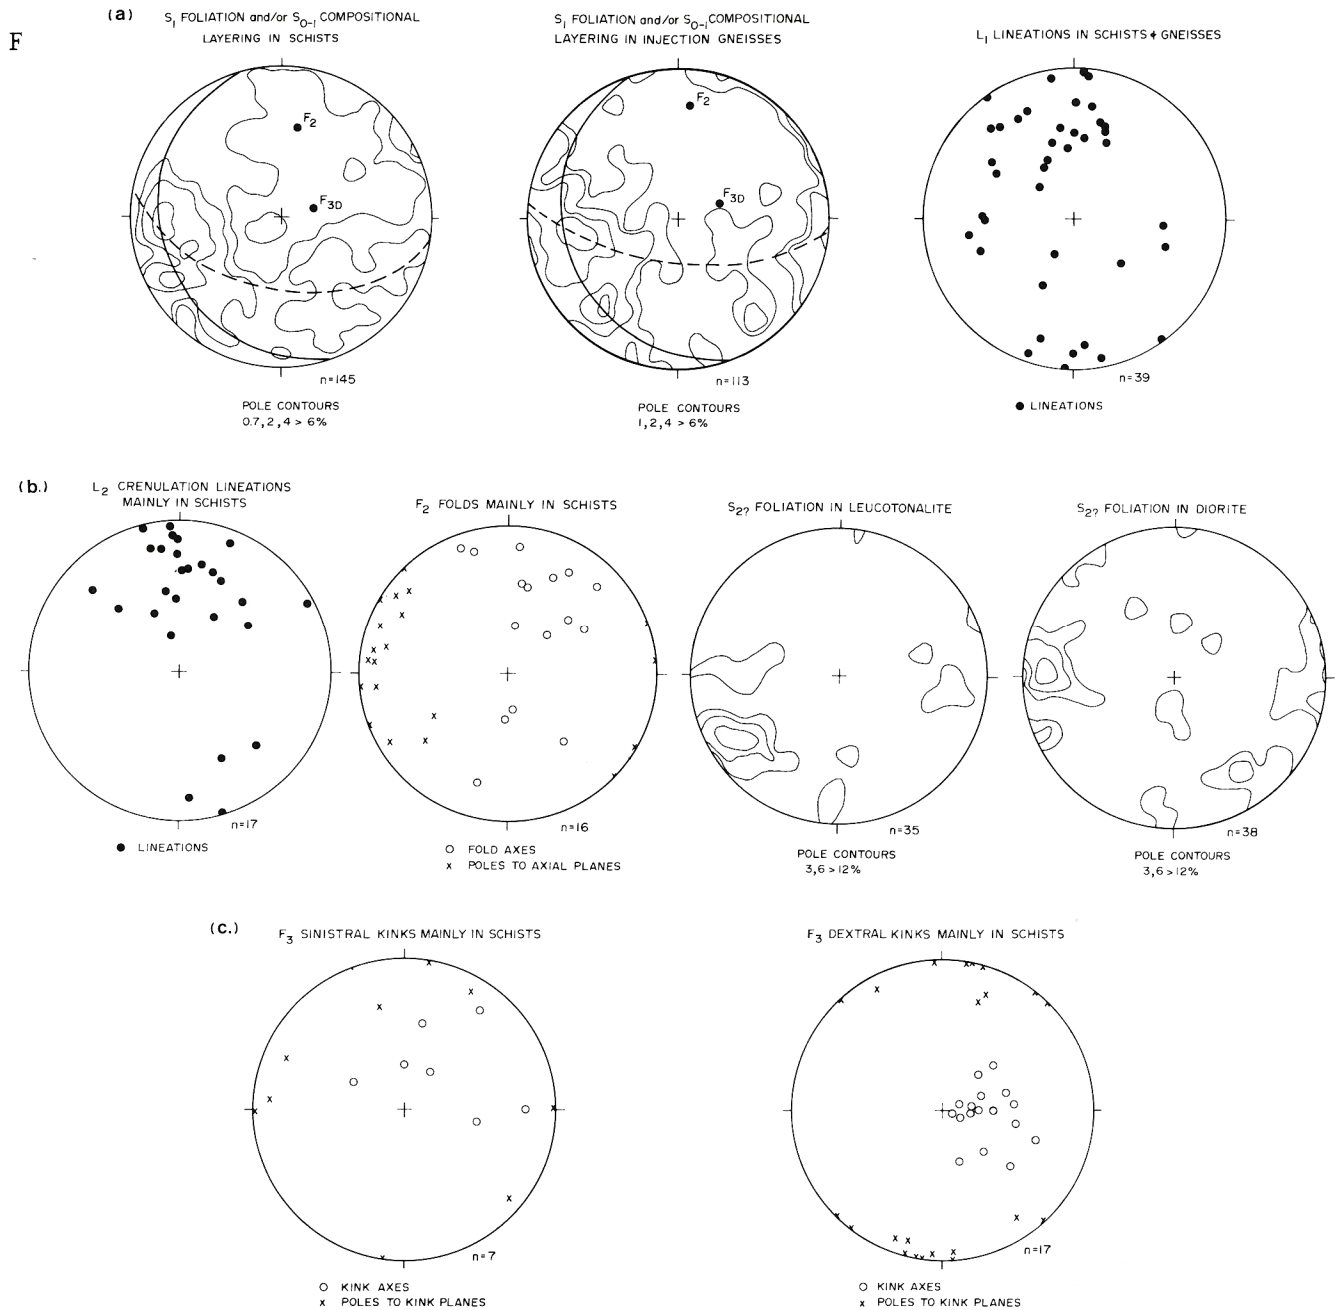 F
(a)
S₁ FOLIATION and/or S₀₋₁ COMPOSITIONAL
LAYERING IN SCHISTS
F₂
F₃D
n=145
POLE CONTOURS
0.7, 2, 4 > 6%
S₁ FOLIATION and/or S₀₋₁ COMPOSITIONAL
LAYERING IN INJECTION GNEISSES
F₂
F₃D
n=113
POLE CONTOURS
1, 2, 4 > 6%
L₁ LINEATIONS IN SCHISTS & GNEISSES
n=39
● LINEATIONS
(b.)
L₂ CRENULATION LINEATIONS
MAINLY IN SCHISTS
n=17
● LINEATIONS
F₂ FOLDS MAINLY IN SCHISTS
n=16
○ FOLD AXES
x POLES TO AXIAL PLANES
S₂? FOLIATION IN LEUCOTONALITE
n=35
POLE CONTOURS
3, 6 > 12%
S₂? FOLIATION IN DIORITE
n=38
POLE CONTOURS
3, 6 > 12%
(c.)
F₃ SINISTRAL KINKS MAINLY IN SCHISTS
n=7
○ KINK AXES
x POLES TO KINK PLANES
F₃ DEXTRAL KINKS MAINLY IN SCHISTS
n=17
○ KINK AXES
x POLES TO KINK PLANES